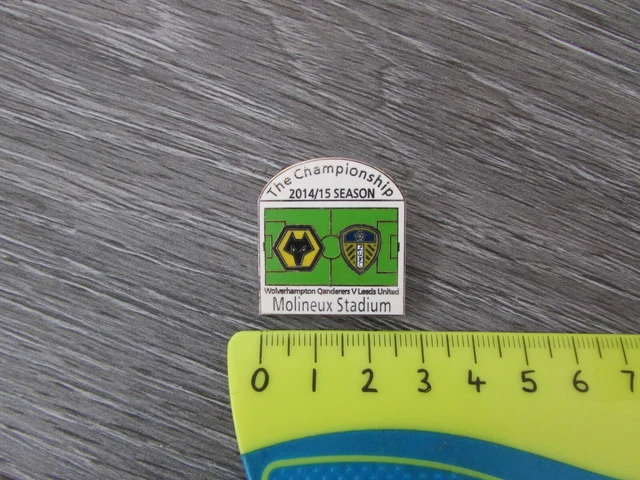 The Championship
2014/15 SEASON
Wolverhampton Qanderers V Leeds United
Molineux Stadium
0 1 2 3 4 5 6 7